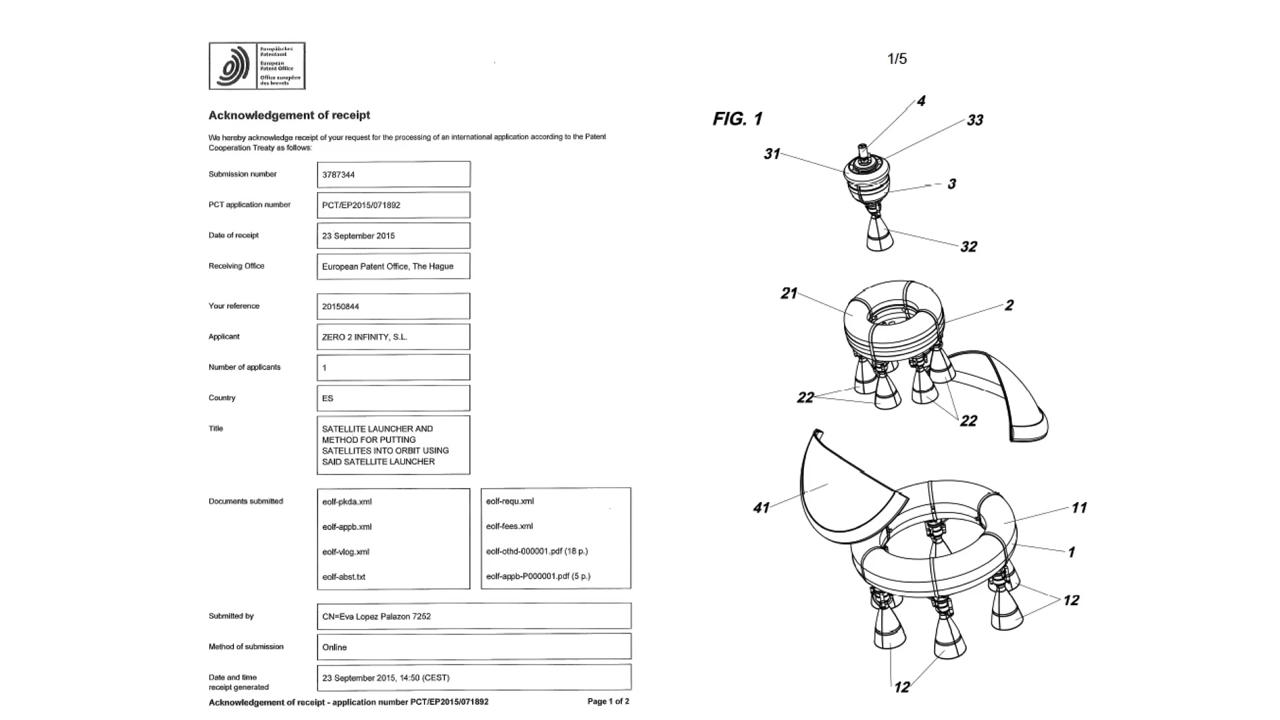 Europäisches
Patentamt
European
Patent Office
Office européen
des brevets
Acknowledgement of receipt
We hereby acknowledge receipt of your request for the processing of an international application according to the Patent
Cooperation Treaty as follows:
Submission number
3787344
PCT application number
PCT/EP2015/071892
Date of receipt
23 September 2015
Receiving Office
European Patent Office, The Hague
Your reference
20150844
Applicant
ZERO 2 INFINITY, S.L.
Number of applicants
1
Country
ES
Title
SATELLITE LAUNCHER AND
METHOD FOR PUTTING
SATELLITES INTO ORBIT USING
SAID SATELLITE LAUNCHER
Documents submitted
eolf-pkda.xml
eolf-requ.xml
eolf-appb.xml
eolf-fees.xml
eolf-vlog.xml
eolf-othd-000001.pdf (18 p.)
eolf-abst.txt
eolf-appb-P000001.pdf (5 p.)
Submitted by
CN=Eva Lopez Palazon 7252
Method of submission
Online
Date and time
receipt generated
23 September 2015, 14:50 (CEST)
Acknowledgement of receipt - application number PCT/EP2015/071892
Page 1 of 2
1/5
FIG. 1
4
33
31
3
32
21
2
22
22
41
11
1
12
12